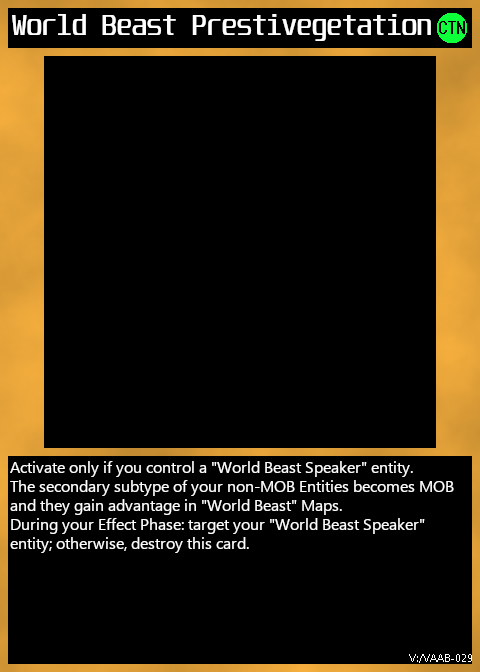 World Beast Prestivegetation CTN
Activate only if you control a "World Beast Speaker" entity.
The secondary subtype of your non-MOB Entities becomes MOB
and they gain advantage in "World Beast" Maps.
During your Effect Phase: target your "World Beast Speaker"
entity; otherwise, destroy this card.
V:/VAAB-029